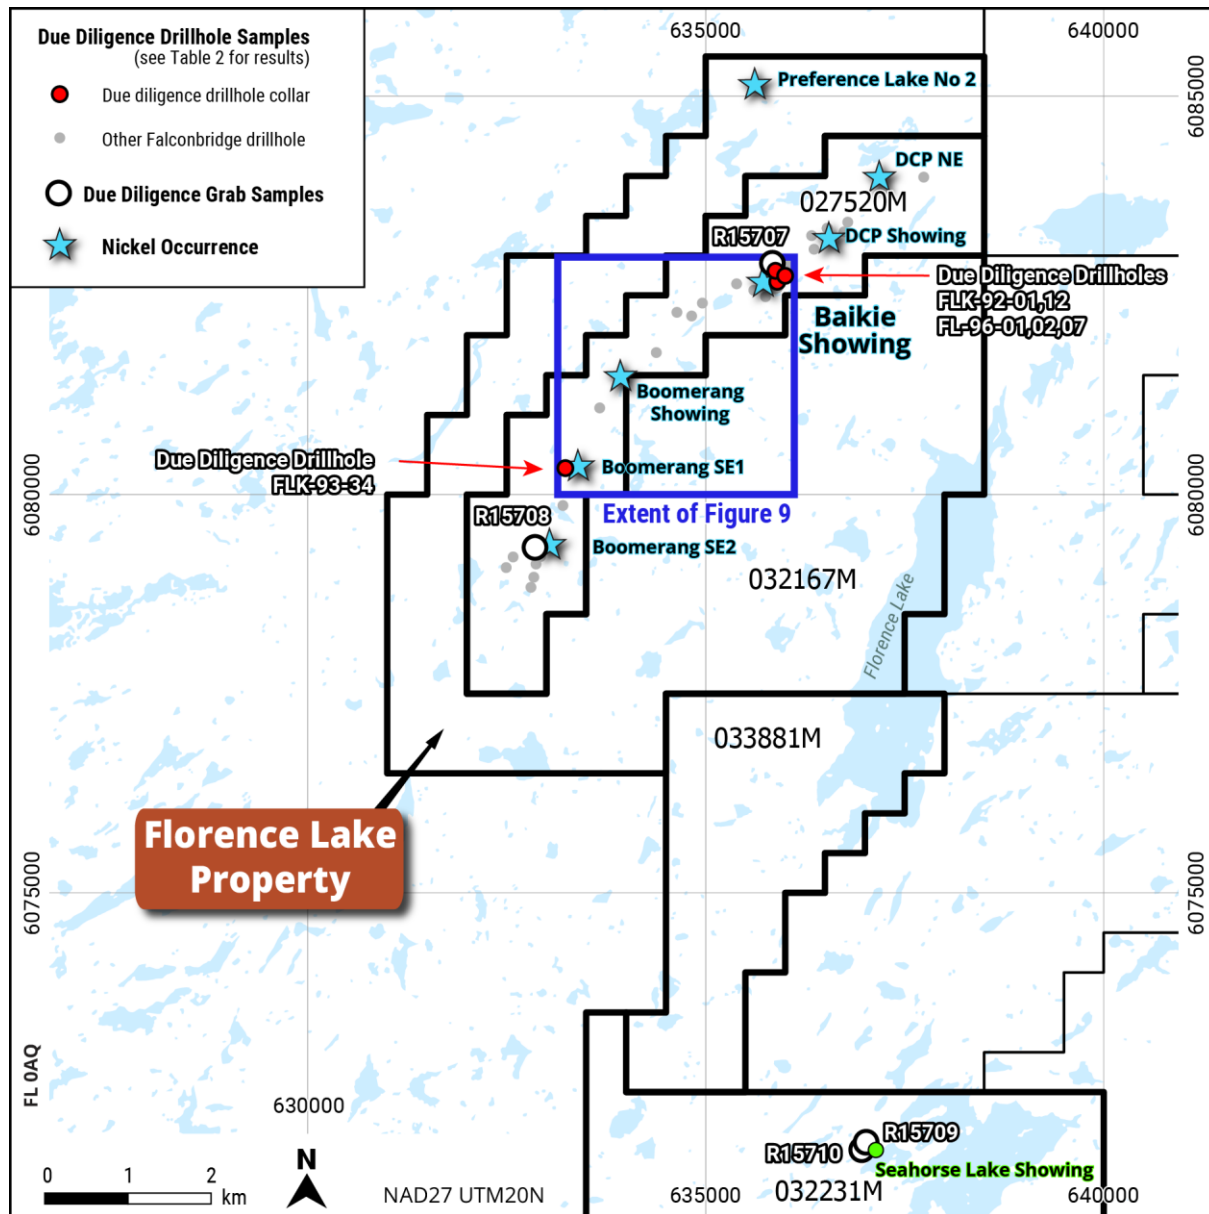 Due Diligence Drillhole Samples
(see Table 2 for results)
Due diligence drillhole collar
Other Falconbridge drillhole
Due Diligence Grab Samples
Nickel Occurrence
635000
640000
6085000
Preference Lake No 2
DCP NE
027520M
R15707
DCP Showing
Due Diligence Drillholes
FLK-92-01,12
FL-96-01,02,07
Baikie
Showing
Boomerang
Showing
Due Diligence Drillhole
FLK-93-34
Boomerang SE1
6080000
6080000
R15708
Extent of Figure 9
Boomerang SE2
032167M
Florence Lake
033881M
Florence Lake
Property
6075000
6075000
FL 0AQ
630000
R15709
R15710
Seahorse Lake Showing
032231M
N
0
1
2
km
NAD27 UTM20N
635000
640000